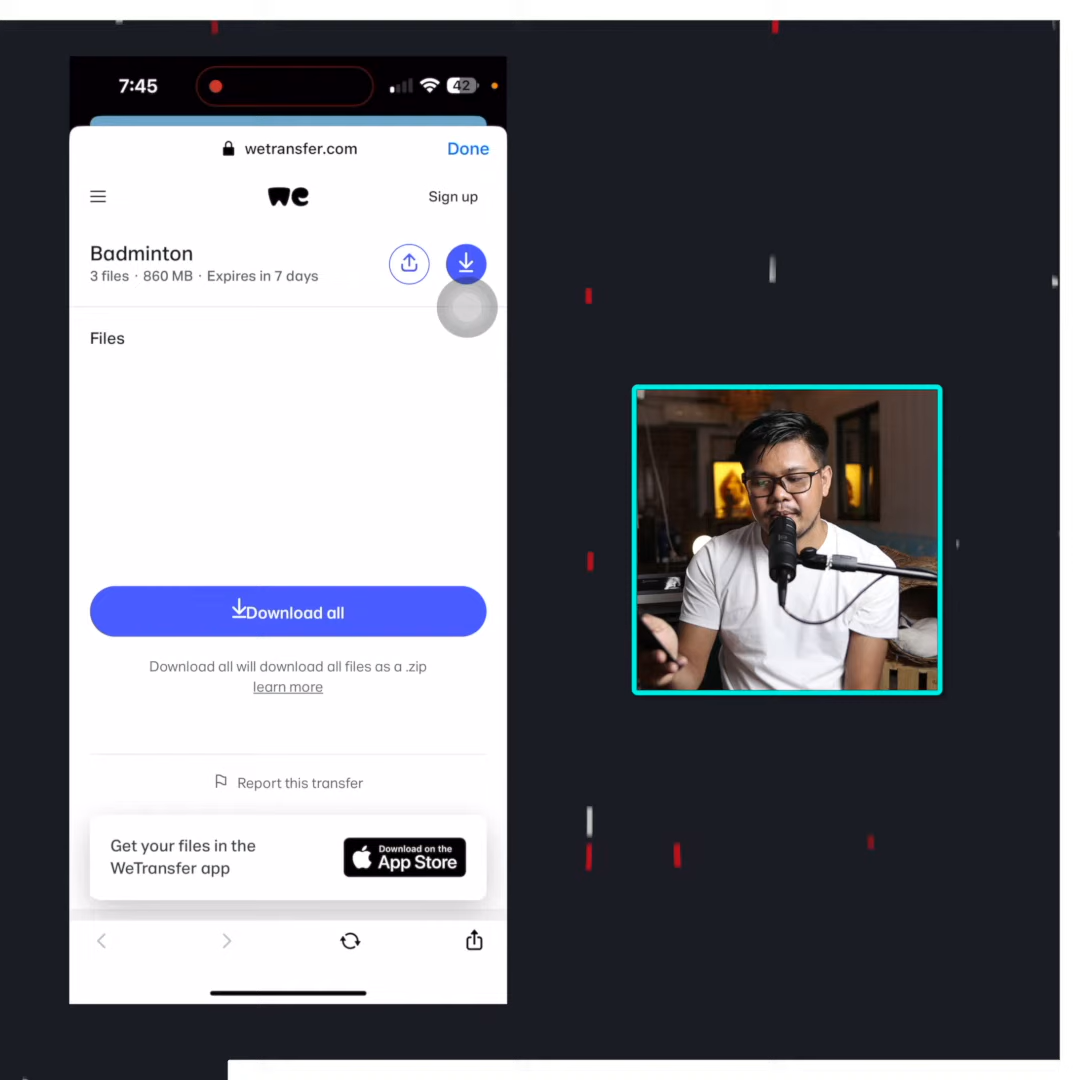 7:45
42
wetransfer.com
Done
we
Sign up
Badminton
3 files · 860 MB · Expires in 7 days
Files
Download all
Download all will download all files as a .zip
learn more
Report this transfer
Get your files in the
WeTransfer app
Download on the
App Store